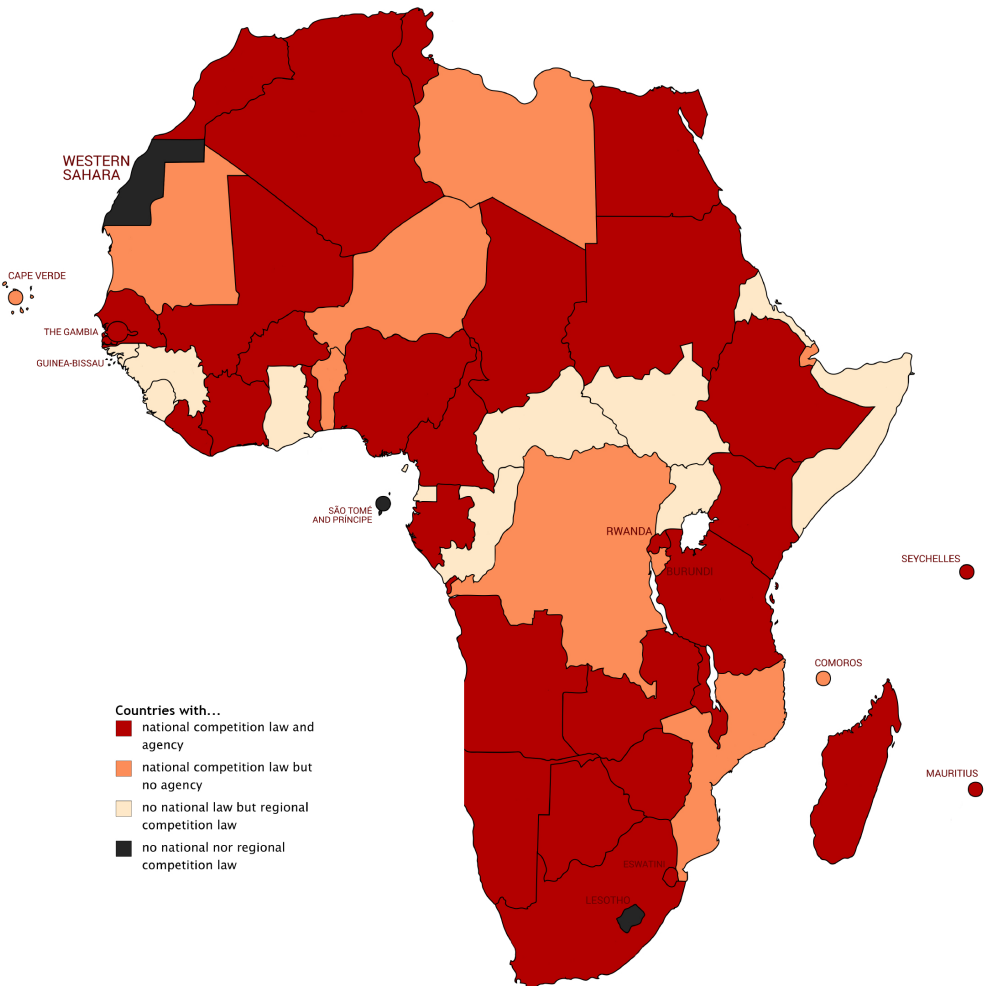 WESTERN
SAHARA
CAPE VERDE
THE GAMBIA
GUINEA-BISSAU
SÃO TOMÉ
AND PRÍNCIPE
RWANDA
BURUNDI
SEYCHELLES
COMOROS
MAURITIUS
ESWATINI
LESOTHO
Countries with...
national competition law and
agency
national competition law but
no agency
no national law but regional
competition law
no national nor regional
competition law